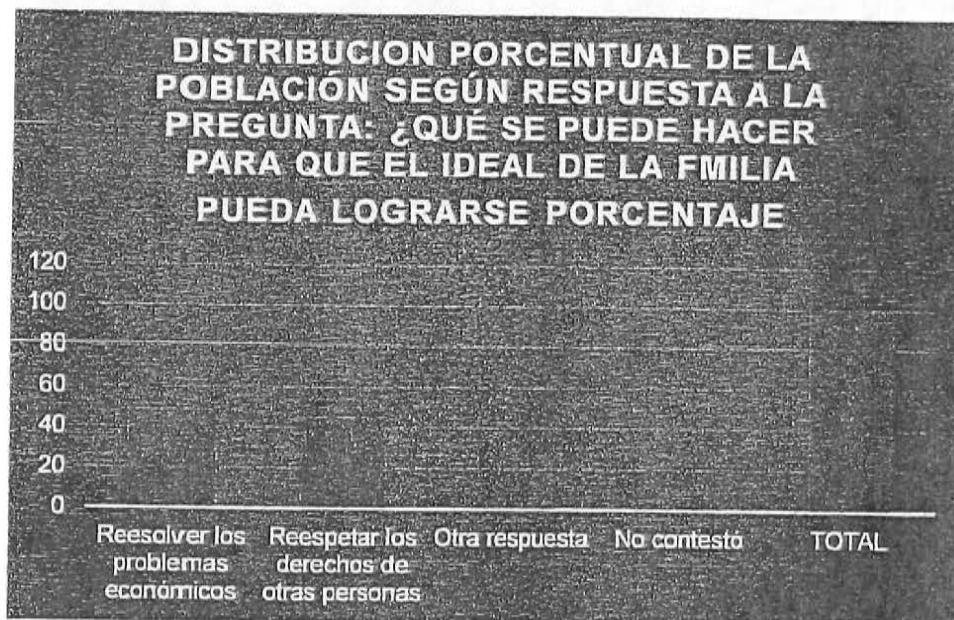 DISTRIBUCION PORCENTUAL DE LA
POBLACIÓN SEGÚN RESPUESTA A LA
PREGUNTA: ¿QUÉ SE PUEDE HACER
PARA QUE EL IDEAL DE LA FMILIA
PUEDA LOGRARSE PORCENTAJE
120
100
80
60
40
20
0
Reesolver los
problemas
económicos
Reespetar los
derechos de
otras personas
Otra respuesta
No contestó
TOTAL